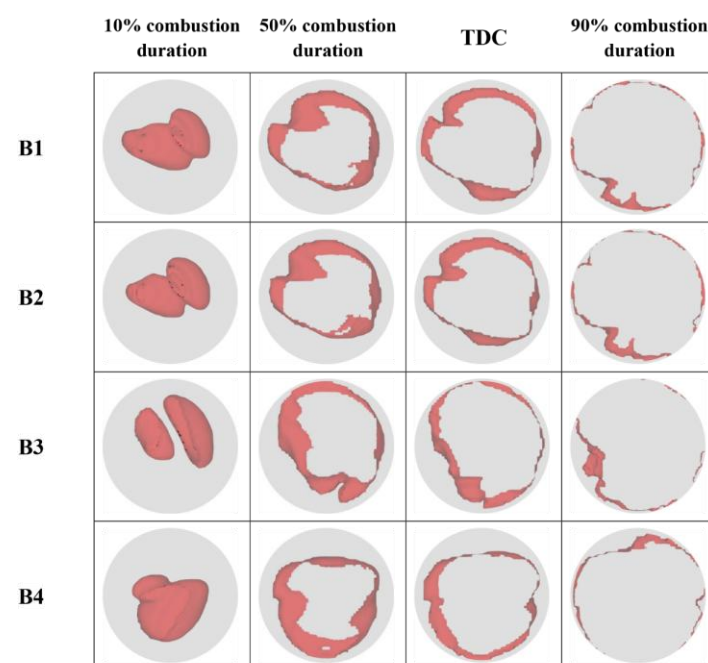 10% combustion
duration
50% combustion
duration
TDC
90% combustion
duration
B1
B2
B3
B4